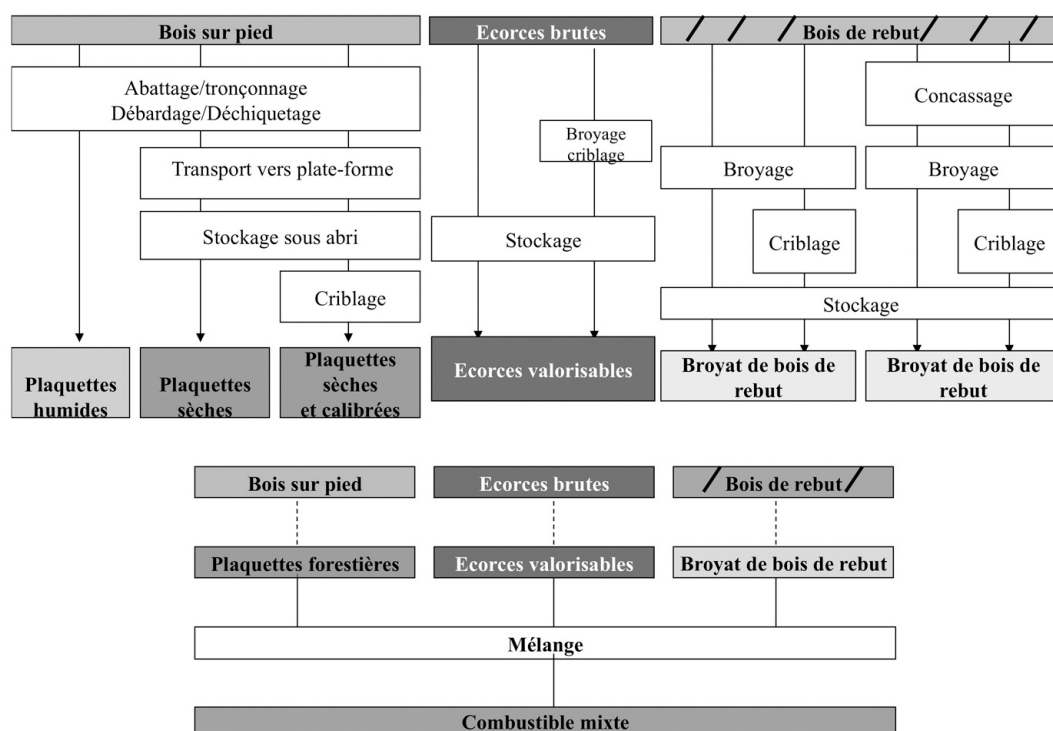 Bois sur pied
Ecorces brutes
Bois de rebut
Abattage/tronçonnage
Débardage/Déchiquetage
Transport vers plate-forme
Stockage sous abri
Criblage
Plaquettes
humides
Plaquettes
sèches
Plaquettes
sèches
et calibrées
Broyage
criblage
Stockage
Ecorces valorisables
Concassage
Broyage
Broyage
Criblage
Criblage
Stockage
Broyat de bois de
rebut
Broyat de bois de
rebut
Bois sur pied
Ecorces brutes
Bois de rebut
Plaquettes forestières
Ecorces valorisables
Broyat de bois de rebut
Mélange
Combustible mixte